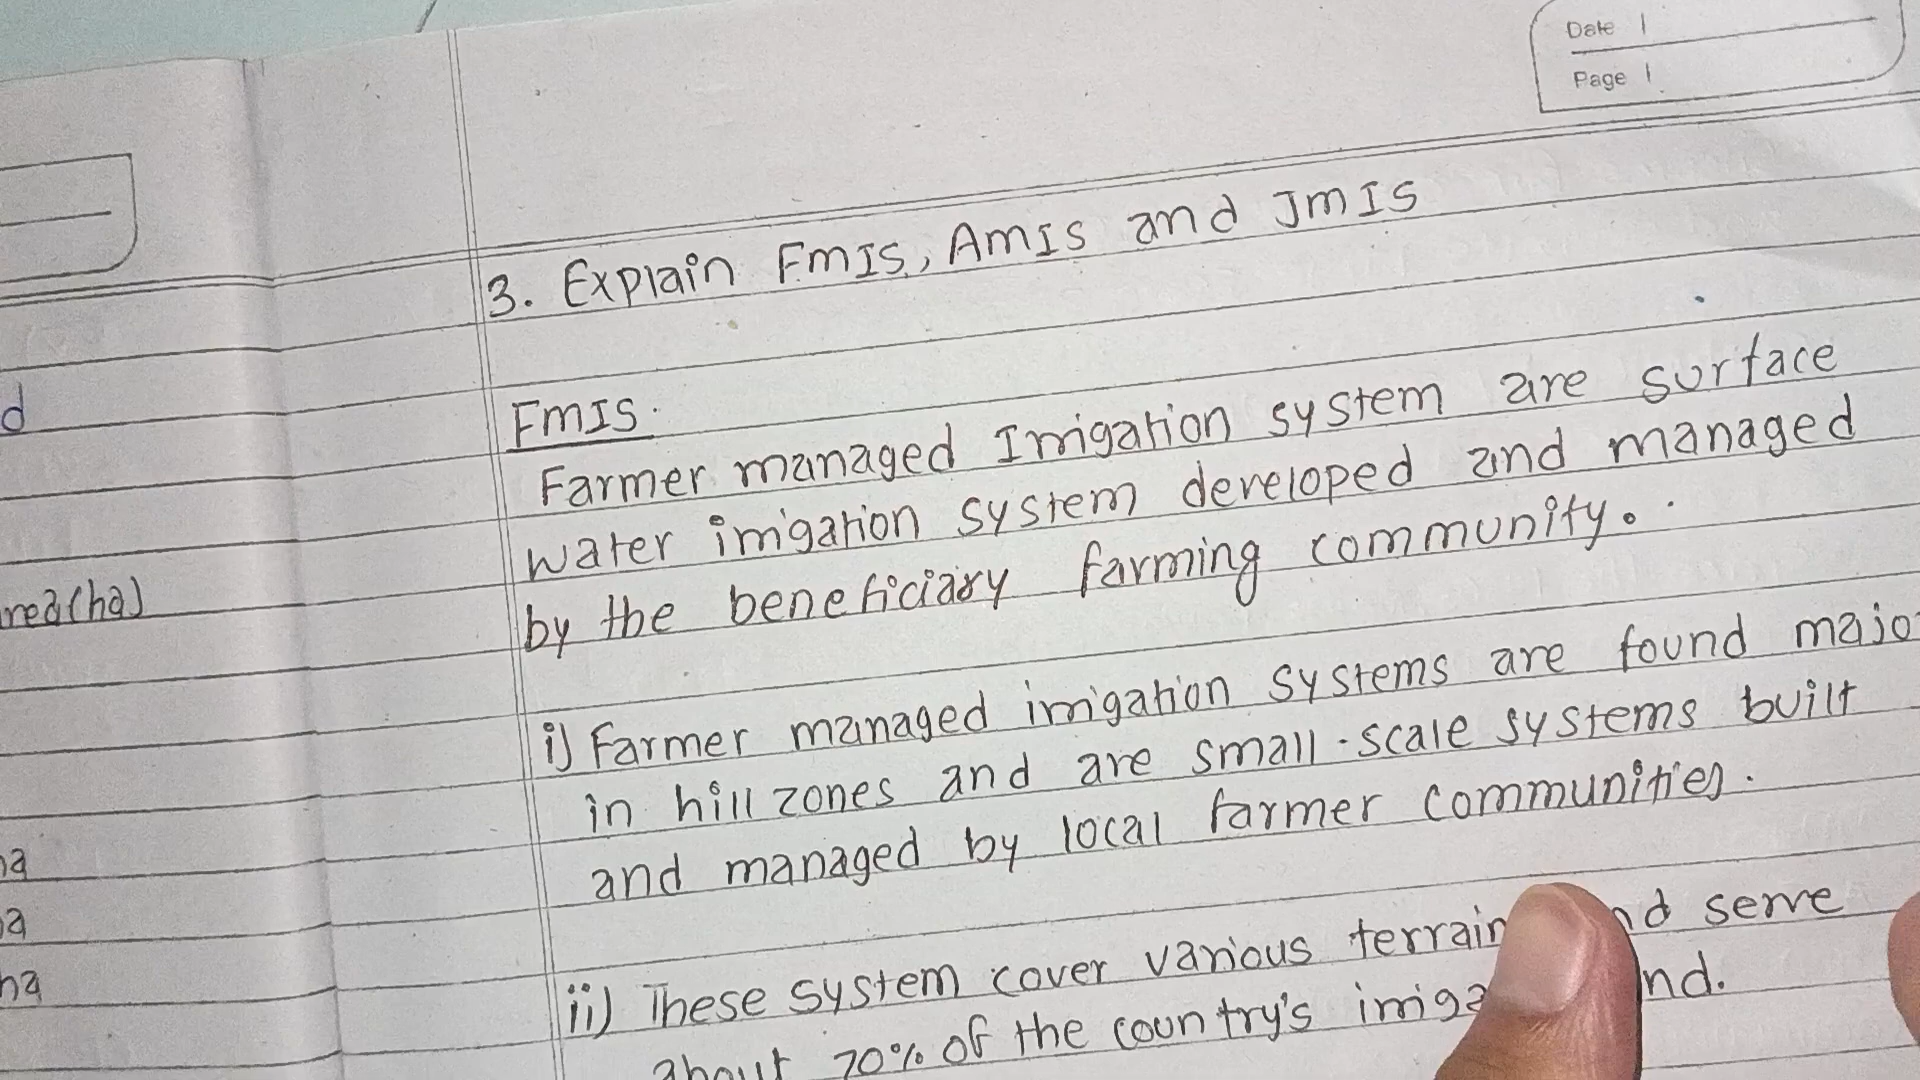 Date
Page
3. Explain FMIS, AMIS and JMIS
d
FMIS.
Farmer managed Irrigation system are surface
water irrigation system developed and managed
rea(ha)
by the beneficiary farming community.
i) Farmer managed irrigation systems are found
in hill zones and are small-scale systems built
and managed by local farmer communities.
ha
ii) These system cover various serve
about 70% of the country's